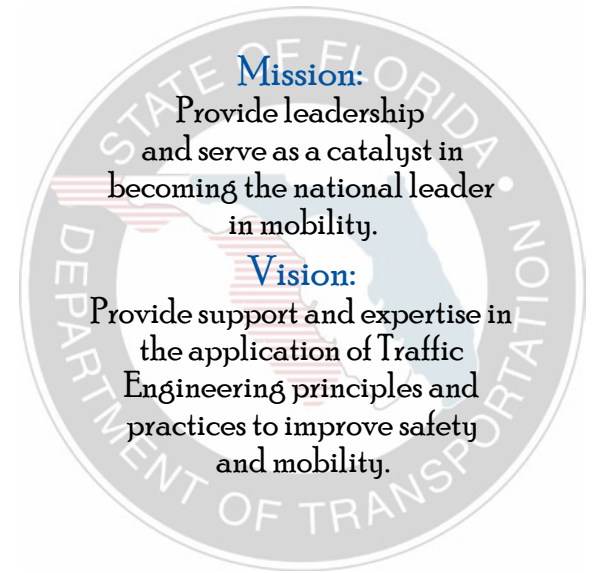 STATE OF FLORIDA
DEPARTMENT OF TRANSPORTATION
Mission:
Provide leadership
and serve as a catalyst in
becoming the national leader
in mobility.
Vision:
Provide support and expertise in
the application of Traffic
Engineering principles and
practices to improve safety
and mobility.